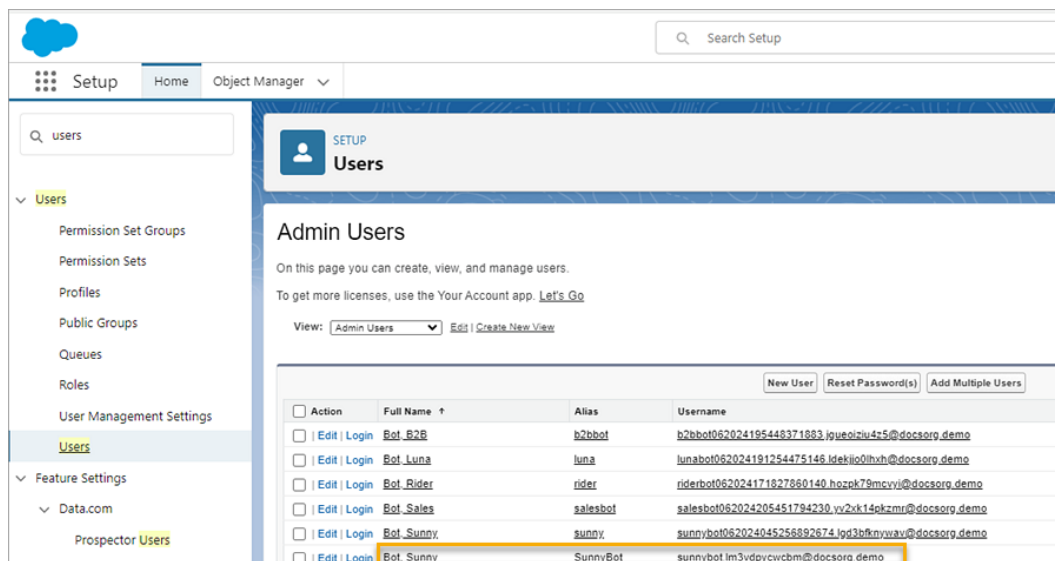 Search Setup
Setup Home Object Manager
users
SETUP
Users
Users
Permission Set Groups
Permission Sets
Profiles
Public Groups
Queues
Roles
User Management Settings
Users
Feature Settings
Data.com
Prospector Users
Admin Users
On this page you can create, view, and manage users.
To get more licenses, use the Your Account app. Let's Go
View: Admin Users Edit | Create New View
New User Reset Password(s) Add Multiple Users
Action Full Name ↑ Alias Username
| Edit | Login Bot, B2B b2bbot b2bbot062024195448371883.jgueoiziu4z5@docsorg.demo
| Edit | Login Bot, Luna luna lunabot062024191254475146.ldekjio0lhxh@docsorg.demo
| Edit | Login Bot, Rider rider riderbot062024171827860140.hozpk79mcvyi@docsorg.demo
| Edit | Login Bot, Sales salesbot salesbot062024205451794230.yv2xk14pkzmr@docsorg.demo
| Edit | Login Bot, Sunny sunny sunnybot062024045256892674.lgd3bfknywav@docsorg.demo
| Edit | Login Bot, Sunny SunnyBot sunnybot.lm3vdpvcwcbm@docsorg.demo